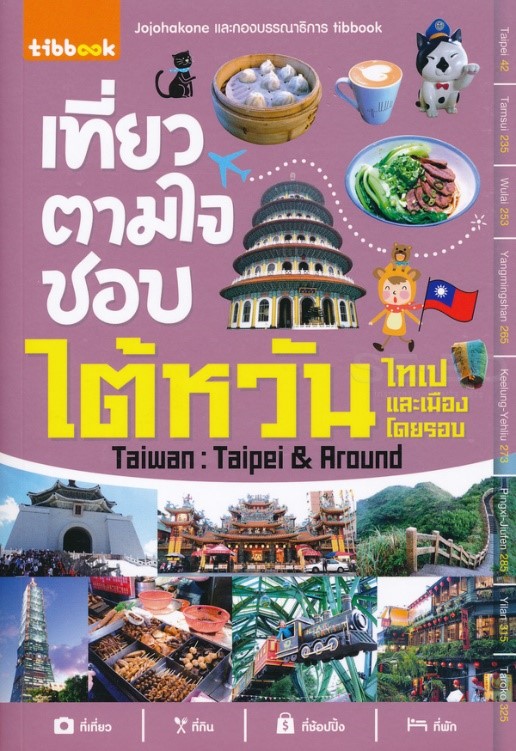 tibbook
Jojohakone และกองบรรณาธิการ tibbook
เที่ยว
ตามใจ
ชอบ
ไต้หวัน
ไทเป
และเมือง
โดยรอบ
Taiwan : Taipei & Around
Taipei 42
Tamsui 235
Wulai 253
Yangmingshan 265
Keelung-Yehliu 273
Pingxi-Jiufen 285
Yilan 315
Taroko 325
ที่เที่ยว
ที่กิน
ที่ช้อปปิ้ง
ที่พัก